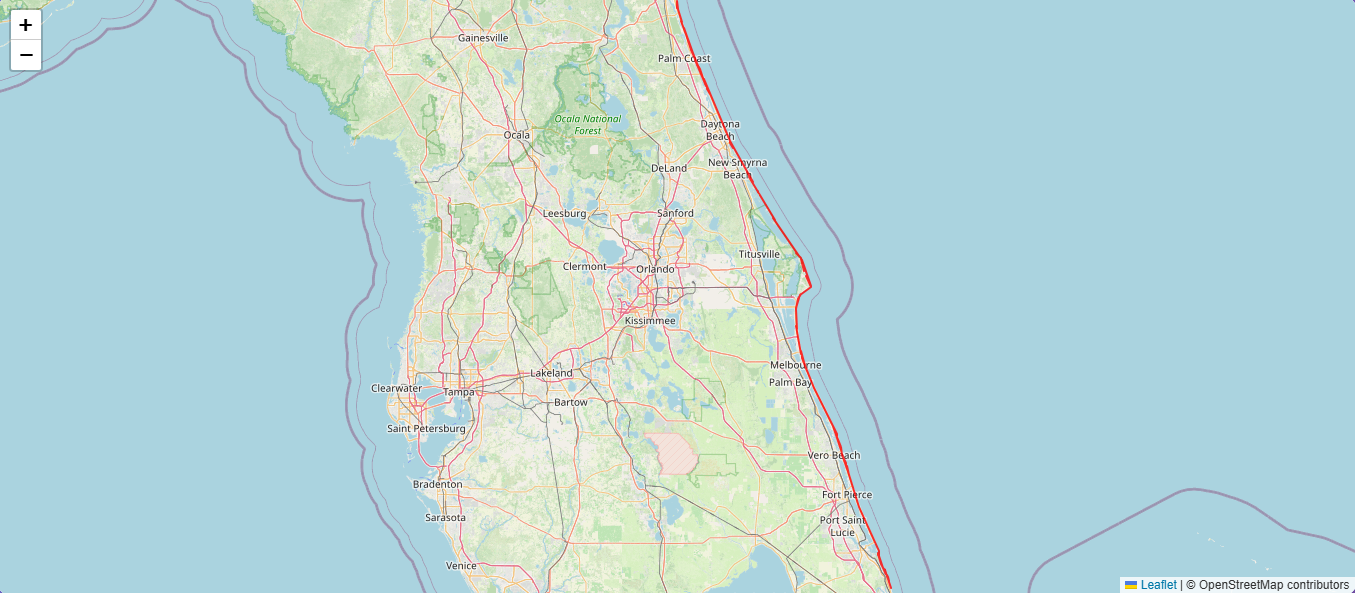 +
−
Gainesville
Palm Coast
Ocala National
Forest
Daytona
Beach
Ocala
New Smyrna
Beach
DeLand
Leesburg
Sanford
Titusville
Clermont
Orlando
Kissimmee
Melbourne
Lakeland
Palm Bay
Clearwater
Tampa
Bartow
Saint Petersburg
Vero Beach
Bradenton
Fort Pierce
Sarasota
Port Saint
Lucie
Venice
Leaflet | © OpenStreetMap contributors